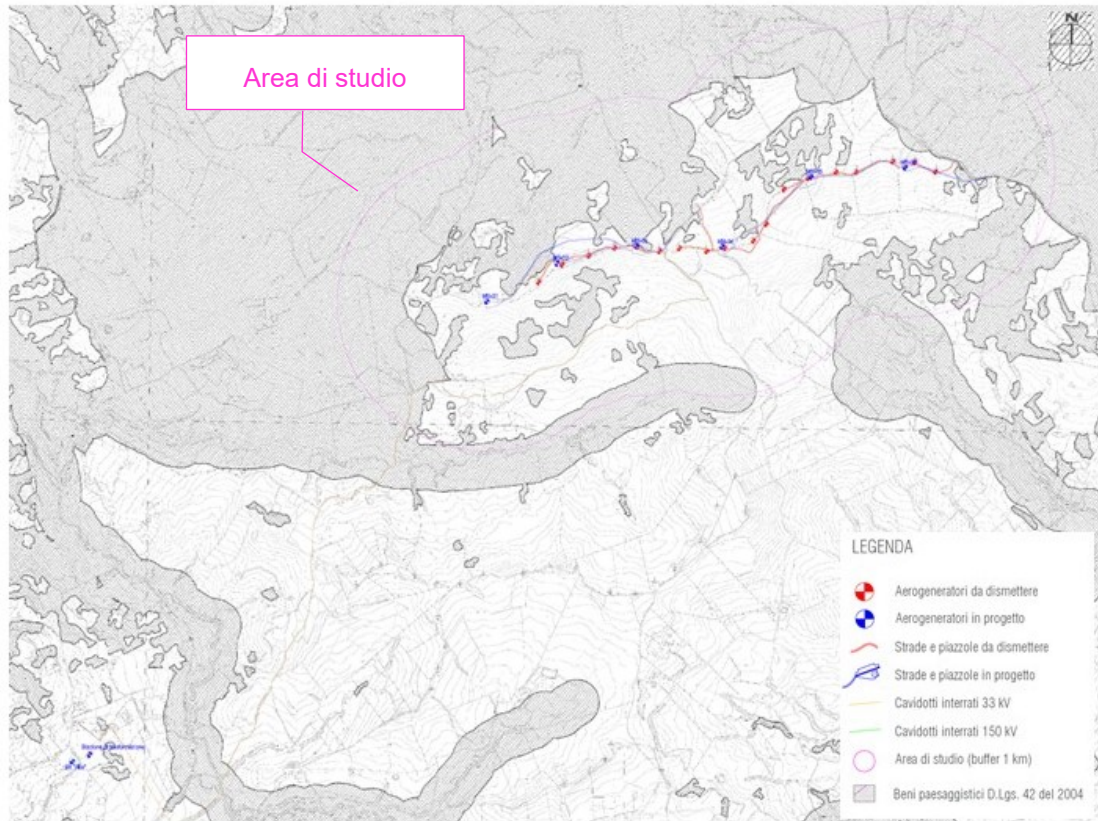 N
Area di studio
LEGENDA
Aerogeneratori da dismettere
Aerogeneratori in progetto
Strade e piazzole da dismettere
Strade e piazzole in progetto
Cavidotti interrati 33 kV
Cavidotti interrati 150 kV
Area di studio (buffer 1 km)
Beni paesaggistici D.Lgs. 42 del 2004